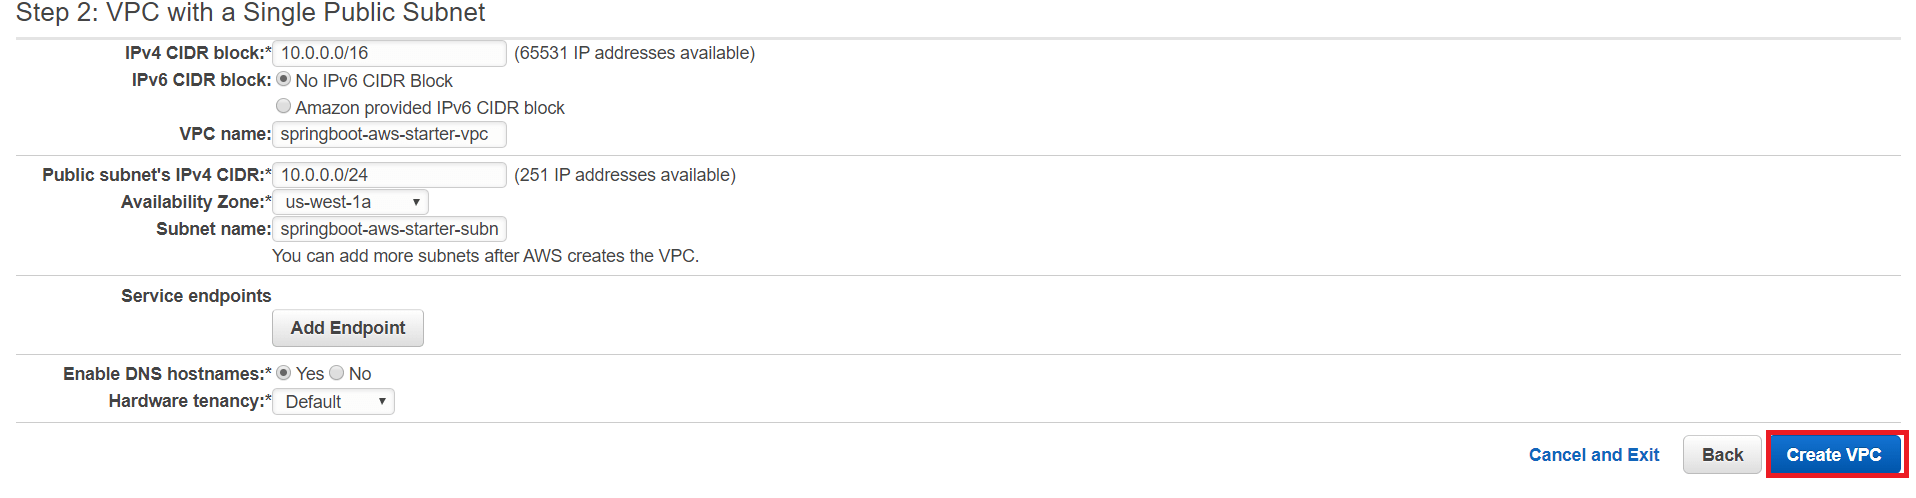 Step 2: VPC with a Single Public Subnet
IPv4 CIDR block:* 10.0.0.0/16 (65531 IP addresses available)
IPv6 CIDR block: No IPv6 CIDR Block
Amazon provided IPv6 CIDR block
VPC name: springboot-aws-starter-vpc
Public subnet's IPv4 CIDR:* 10.0.0.0/24 (251 IP addresses available)
Availability Zone:* us-west-1a
Subnet name: springboot-aws-starter-subn
You can add more subnets after AWS creates the VPC.
Service endpoints
Add Endpoint
Enable DNS hostnames:* Yes No
Hardware tenancy:* Default
Cancel and Exit Back Create VPC